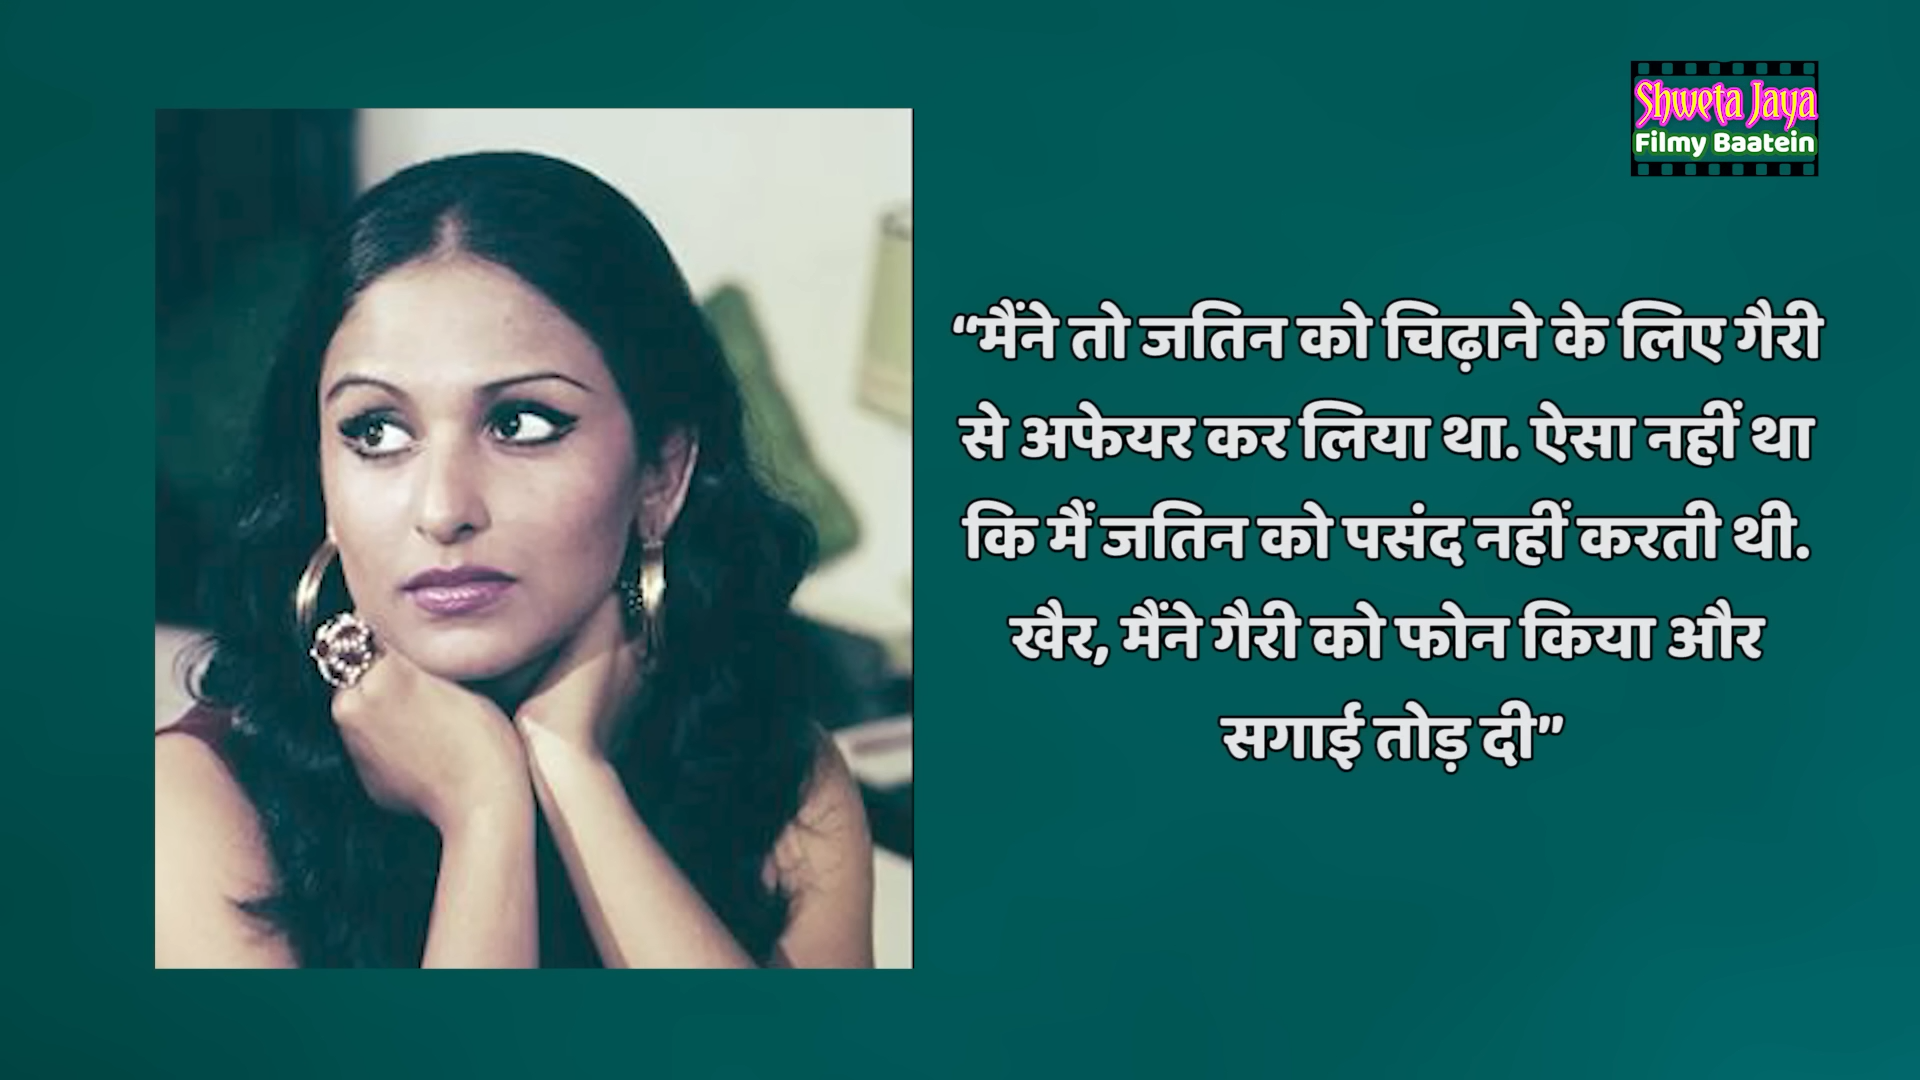 Shweta Jaya
Filmy Baatein
“मैंने तो जतिन को चिढ़ाने के लिए गैरी
से अफेयर कर लिया था. ऐसा नहीं था
कि मैं जतिन को पसंद नहीं करती थी.
खैर, मैंने गैरी को फोन किया और
सगाई तोड़ दी”